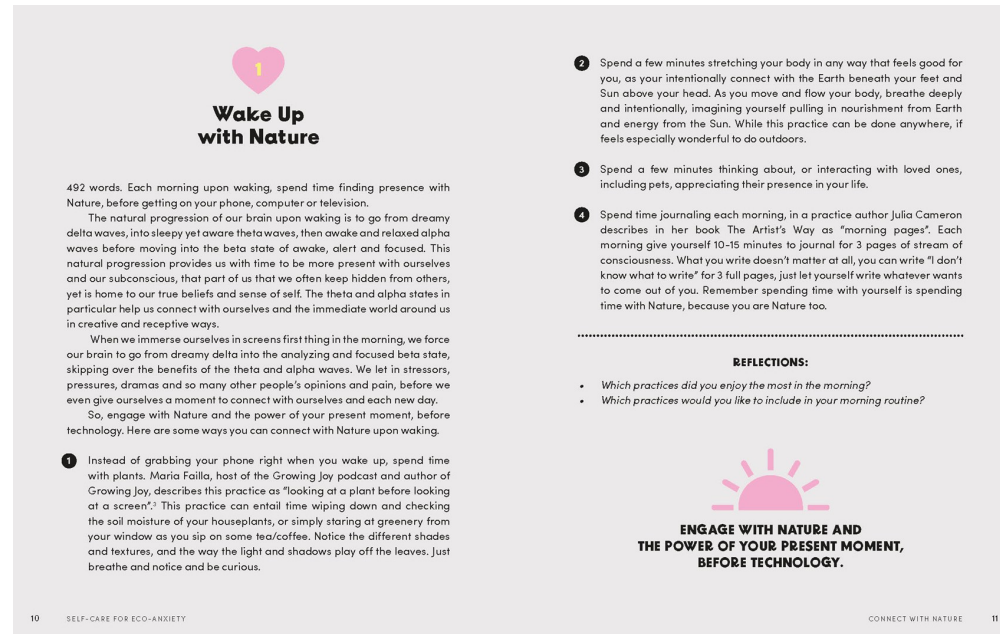 1
Wake Up
with Nature
492 words. Each morning upon waking, spend time finding presence with
Nature, before getting on your phone, computer or television.
The natural progression of our brain upon waking is to go from dreamy
delta waves, into sleepy yet aware theta waves, then awake and relaxed alpha
waves before moving into the beta state of awake, alert and focused. This
natural progression provides us with time to be more present with ourselves
and our subconscious, that part of us that we often keep hidden from others,
yet is home to our true beliefs and sense of self. The theta and alpha states in
particular help us connect with ourselves and the immediate world around us
in creative and receptive ways.
When we immerse ourselves in screens first thing in the morning, we force
our brain to go from dreamy delta into the analyzing and focused beta state,
skipping over the benefits of the theta and alpha waves. We let in stressors,
pressures, dramas and so many other people's opinions and pain, before we
even give ourselves a moment to connect with ourselves and each new day.
So, engage with Nature and the power of your present moment, before
technology. Here are some ways you can connect with Nature upon waking.
1 Instead of grabbing your phone right when you wake up, spend time
with plants. Maria Failla, host of the Growing Joy podcast and author of
Growing Joy, describes this practice as "looking at a plant before looking
at a screen".³ This practice can entail time wiping down and checking
the soil moisture of your houseplants, or simply staring at greenery from
your window as you sip on some tea/coffee. Notice the different shades
and textures, and the way the light and shadows play off the leaves. Just
breathe and notice and be curious.
10 SELF-CARE FOR ECO-ANXIETY
2 Spend a few minutes stretching your body in any way that feels good for
you, as your intentionally connect with the Earth beneath your feet and
Sun above your head. As you move and flow your body, breathe deeply
and intentionally, imagining yourself pulling in nourishment from Earth
and energy from the Sun. While this practice can be done anywhere, if
feels especially wonderful to do outdoors.
3 Spend a few minutes thinking about, or interacting with loved ones,
including pets, appreciating their presence in your life.
4 Spend time journaling each morning, in a practice author Julia Cameron
describes in her book The Artist's Way as "morning pages". Each
morning give yourself 10-15 minutes to journal for 3 pages of stream of
consciousness. What you write doesn't matter at all, you can write "I don't
know what to write" for 3 full pages, just let yourself write whatever wants
to come out of you. Remember spending time with yourself is spending
time with Nature, because you are Nature too.
REFLECTIONS:
• Which practices did you enjoy the most in the morning?
• Which practices would you like to include in your morning routine?
ENGAGE WITH NATURE AND
THE POWER OF YOUR PRESENT MOMENT,
BEFORE TECHNOLOGY.
CONNECT WITH NATURE 11